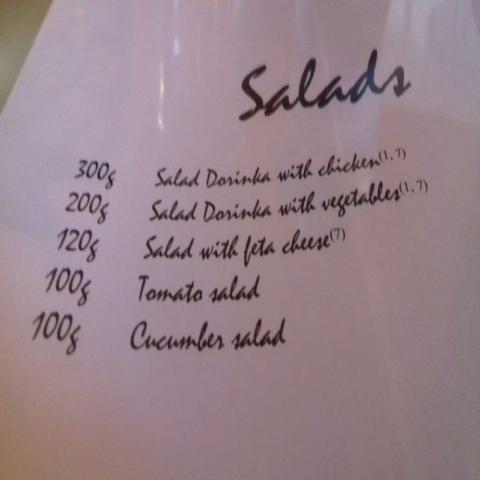 Salads
300g Salad Dorinka with chicken(1,7)
200g Salad Dorinka with vegetables(1,7)
120g Salad with feta cheese(7)
100g Tomato salad
100g Cucumber salad